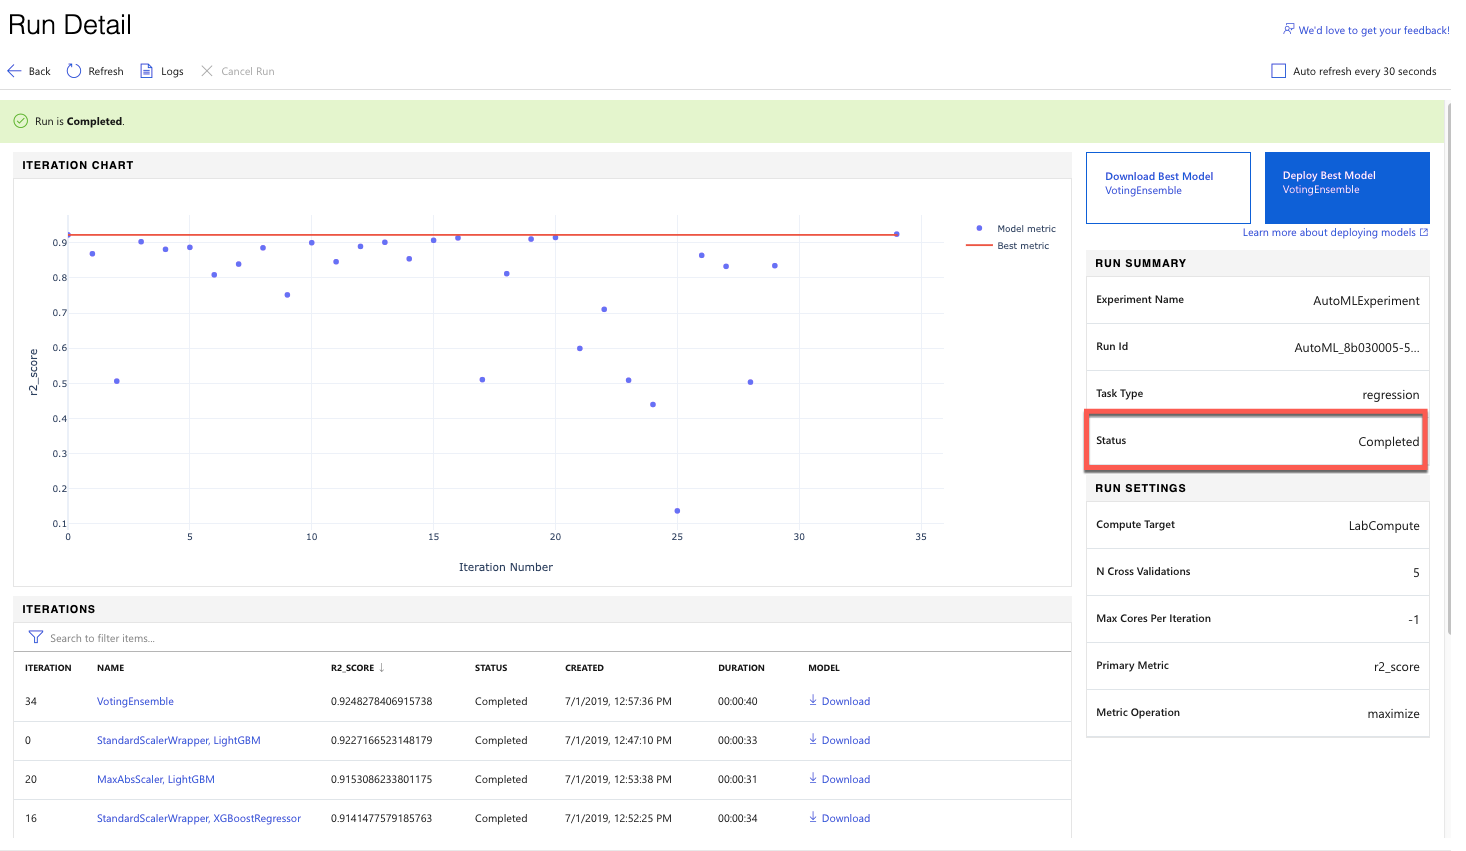 Run Detail
We'd love to get your feedback!
Back Refresh Logs Cancel Run
Auto refresh every 30 seconds
Run is Completed.
ITERATION CHART
0.9
0.8
0.7
0.6
0.5
0.4
0.3
0.2
0.1
r2_score
0 5 10 15 20 25 30 35
Iteration Number
Model metric
Best metric
Download Best Model
VotingEnsemble
Deploy Best Model
VotingEnsemble
Learn more about deploying models
RUN SUMMARY
Experiment Name AutoMLExperiment
Run Id AutoML_8b030005-5...
Task Type regression
Status Completed
RUN SETTINGS
Compute Target LabCompute
N Cross Validations 5
Max Cores Per Iteration -1
Primary Metric r2_score
Metric Operation maximize
ITERATIONS
Search to filter items...
ITERATION NAME R2_SCORE ↓ STATUS CREATED DURATION MODEL
34 VotingEnsemble 0.9248278406915738 Completed 7/1/2019, 12:57:36 PM 00:00:40 Download
0 StandardScalerWrapper, LightGBM 0.9227166523148179 Completed 7/1/2019, 12:47:10 PM 00:00:33 Download
20 MaxAbsScaler, LightGBM 0.9153086233801175 Completed 7/1/2019, 12:53:38 PM 00:00:31 Download
16 StandardScalerWrapper, XGBoostRegressor 0.9141477579185763 Completed 7/1/2019, 12:52:25 PM 00:00:34 Download